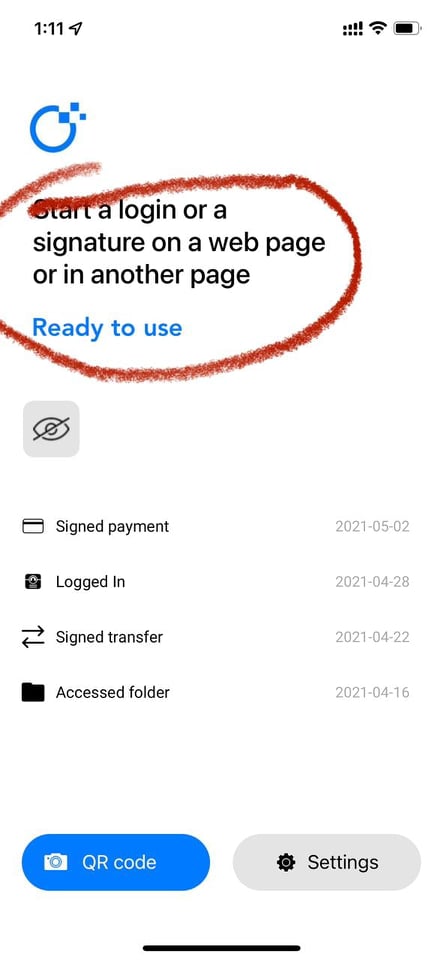 1:11
Start a login or a
signature on a web page
or in another page
Ready to use
Signed payment 2021-05-02
Logged In 2021-04-28
Signed transfer 2021-04-22
Accessed folder 2021-04-16
QR code Settings